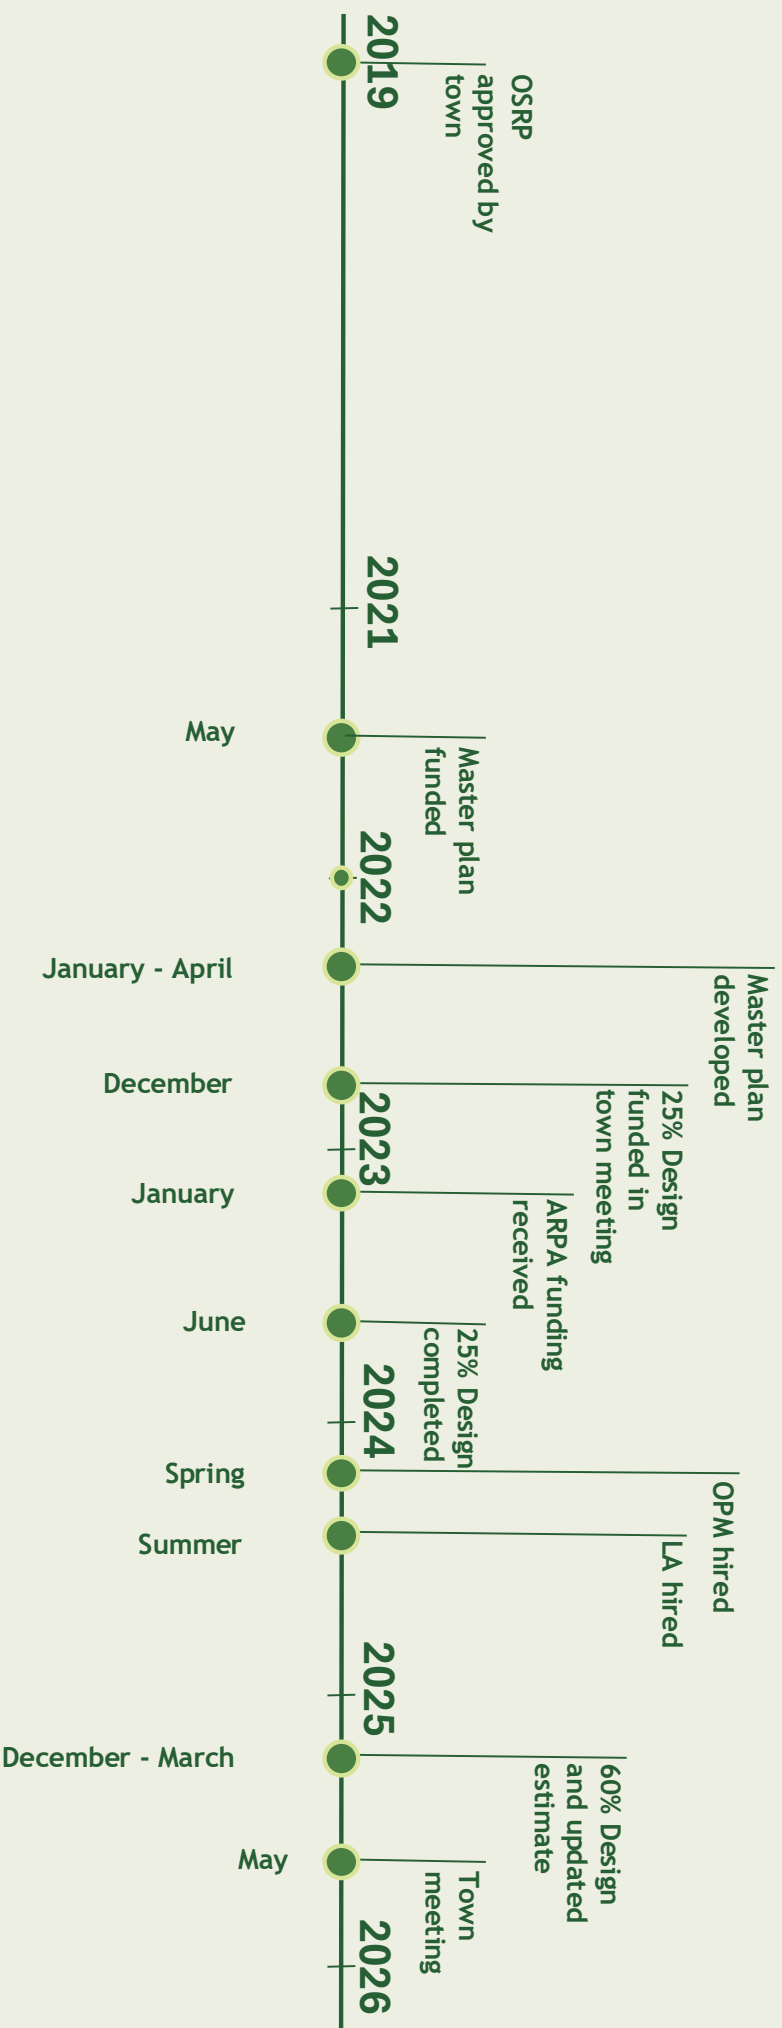 2019
OSRP
approved by
town
2021
May
Master plan
funded
2022
January - April
Master plan
developed
December
25% Design
funded in
town meeting
2023
January
ARPA funding
received
June
25% Design
completed
2024
Spring
OPM hired
Summer
LA hired
2025
December - March
60% Design
and updated
estimate
May
Town
meeting
2026